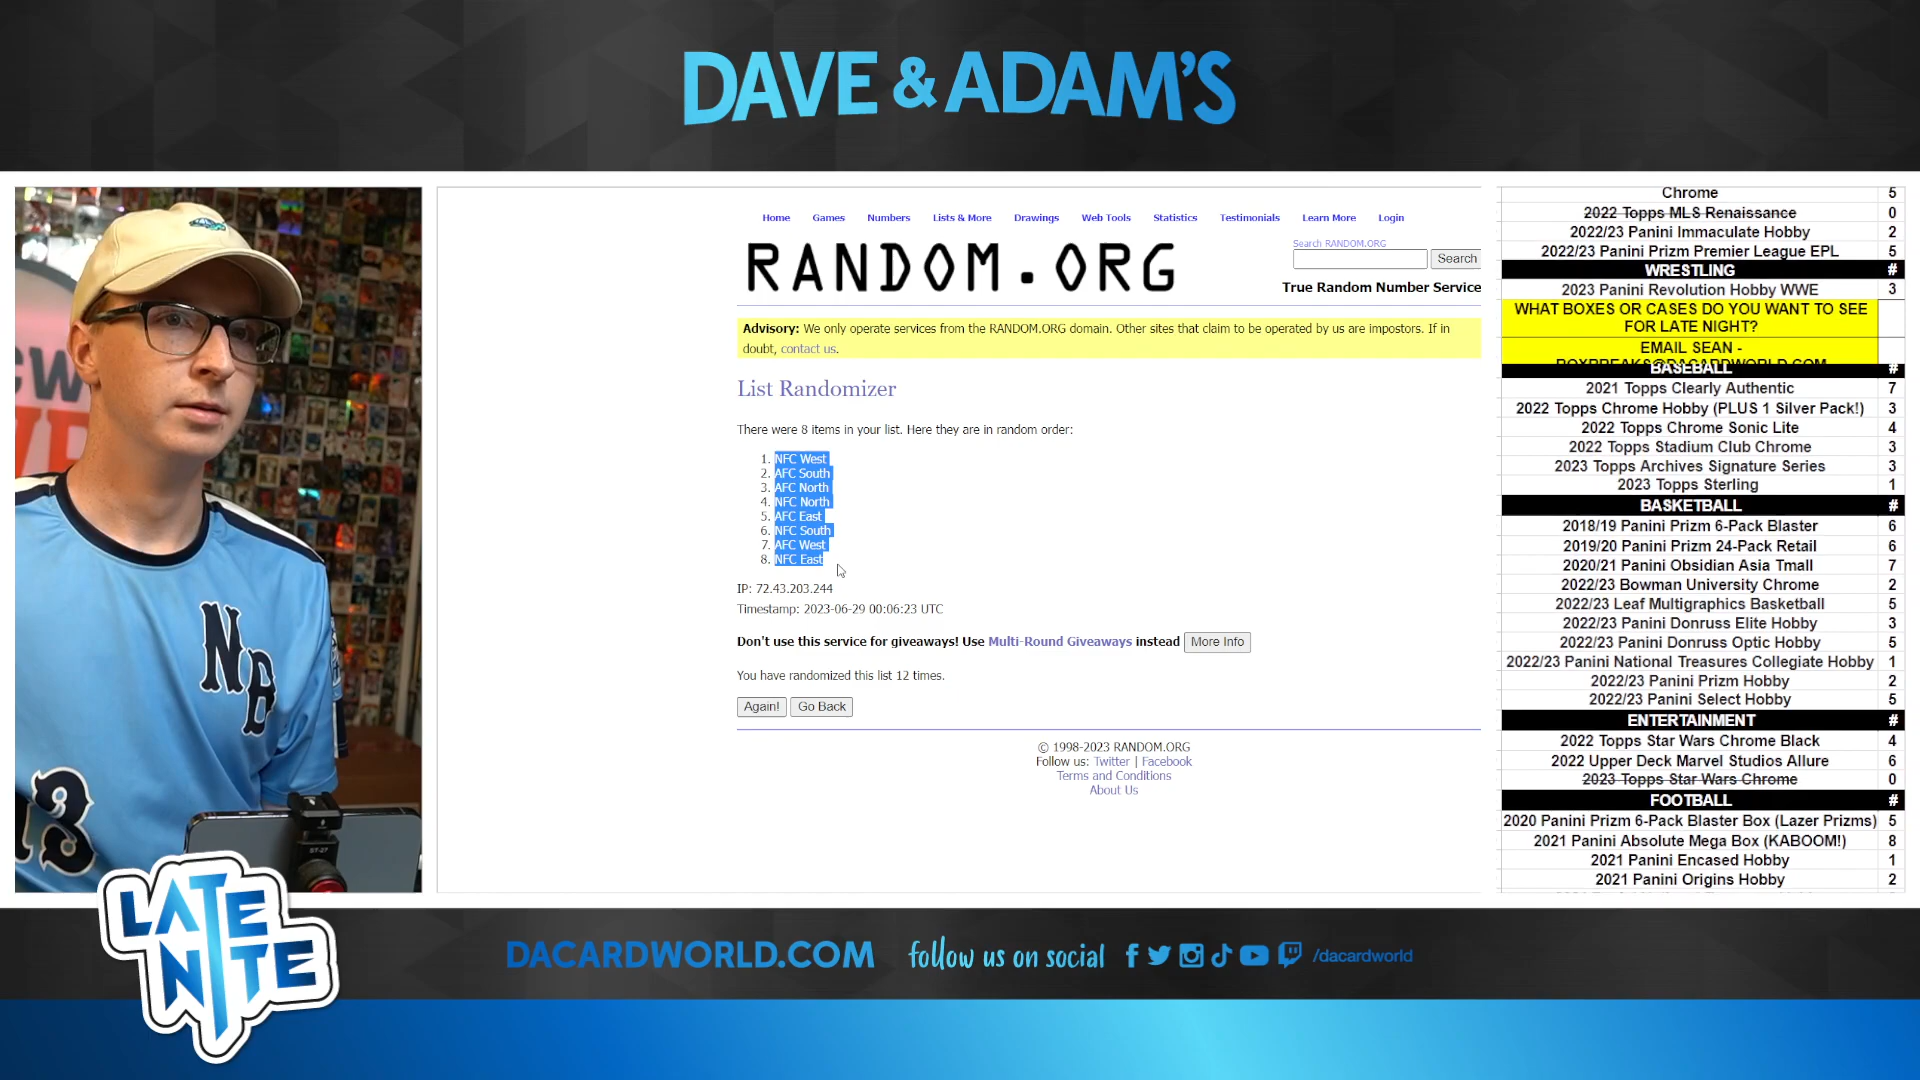 DAVE & ADAM'S
Home Games Numbers Lists & More Drawings Web Tools Statistics Testimonials Learn More Login
RANDOM.ORG
Search RANDOM.ORG
Search
True Random Number Service
Advisory: We only operate services from the RANDOM.ORG domain. Other sites that claim to be operated by us are impostors. If in
doubt, contact us.
List Randomizer
There were 8 items in your list. Here they are in random order:
1. NFC West
2. AFC South
3. AFC North
4. NFC North
5. AFC East
6. NFC South
7. AFC West
8. NFC East
IP: 72.43.203.244
Timestamp: 2023-06-29 00:06:23 UTC
Don't use this service for giveaways! Use Multi-Round Giveaways instead More Info
You have randomized this list 12 times.
Again! Go Back
© 1998-2023 RANDOM.ORG
Follow us: Twitter | Facebook
Terms and Conditions
About Us
Chrome 5
2022 Topps MLS Renaissance 0
2022/23 Panini Immaculate Hobby 2
2022/23 Panini Prizm Premier League EPL 5
WRESTLING #
2023 Panini Revolution Hobby WWE 3
WHAT BOXES OR CASES DO YOU WANT TO SEE
FOR LATE NIGHT?
EMAIL SEAN -
BOXBREAKS@DACARDWORLD.COM
BASEBALL #
2021 Topps Clearly Authentic 7
2022 Topps Chrome Hobby (PLUS 1 Silver Pack!) 3
2022 Topps Chrome Sonic Lite 4
2022 Topps Stadium Club Chrome 3
2023 Topps Archives Signature Series 3
2023 Topps Sterling 1
BASKETBALL #
2018/19 Panini Prizm 6-Pack Blaster 6
2019/20 Panini Prizm 24-Pack Retail 6
2020/21 Panini Obsidian Asia Tmall 7
2022/23 Bowman University Chrome 2
2022/23 Leaf Multigraphics Basketball 5
2022/23 Panini Donruss Elite Hobby 3
2022/23 Panini Donruss Optic Hobby 5
2022/23 Panini National Treasures Collegiate Hobby 1
2022/23 Panini Prizm Hobby 2
2022/23 Panini Select Hobby 5
ENTERTAINMENT #
2022 Topps Star Wars Chrome Black 4
2022 Upper Deck Marvel Studios Allure 6
2023 Topps Star Wars Chrome 0
FOOTBALL #
2020 Panini Prizm 6-Pack Blaster Box (Lazer Prizms) 5
2021 Panini Absolute Mega Box (KABOOM!) 8
2021 Panini Encased Hobby 1
2021 Panini Origins Hobby 2
NB
13
ST-27
LATE
NITE
DACARDWORLD.COM follow us on social /dacardworld